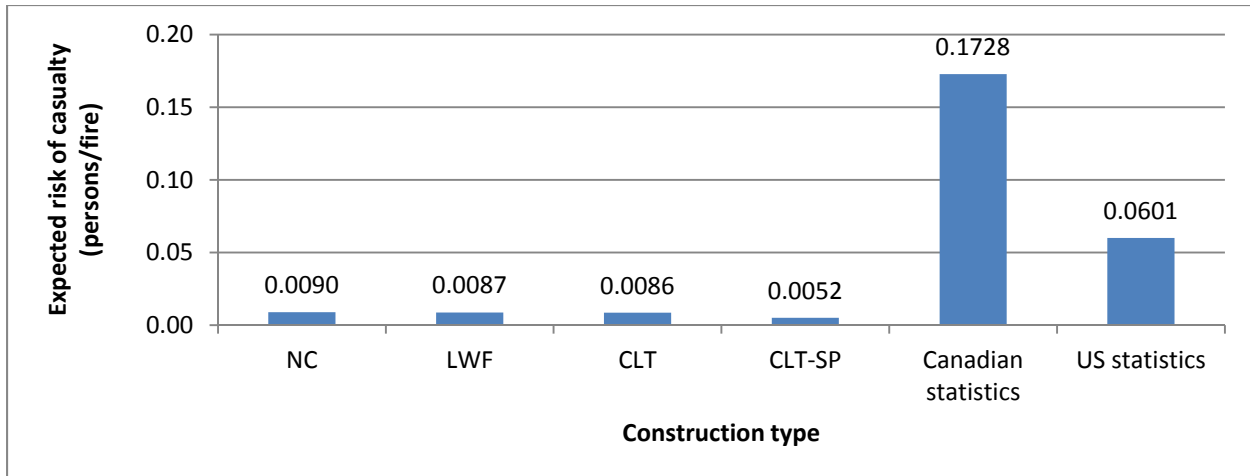 Expected risk of casualty
(persons/fire)
0.20
0.15
0.10
0.05
0.00
0.0090
0.0087
0.0086
0.0052
0.1728
0.0601
NC
LWF
CLT
CLT-SP
Canadian
statistics
US statistics
Construction type